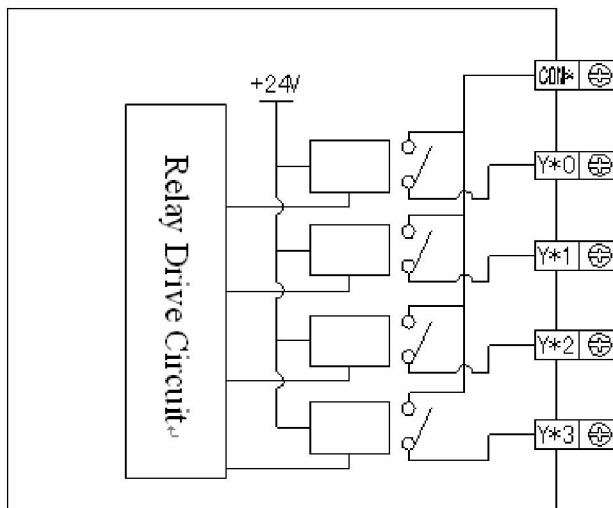 +24V
Relay Drive Circuit↵
COM*
Y*0
Y*1
Y*2
Y*3